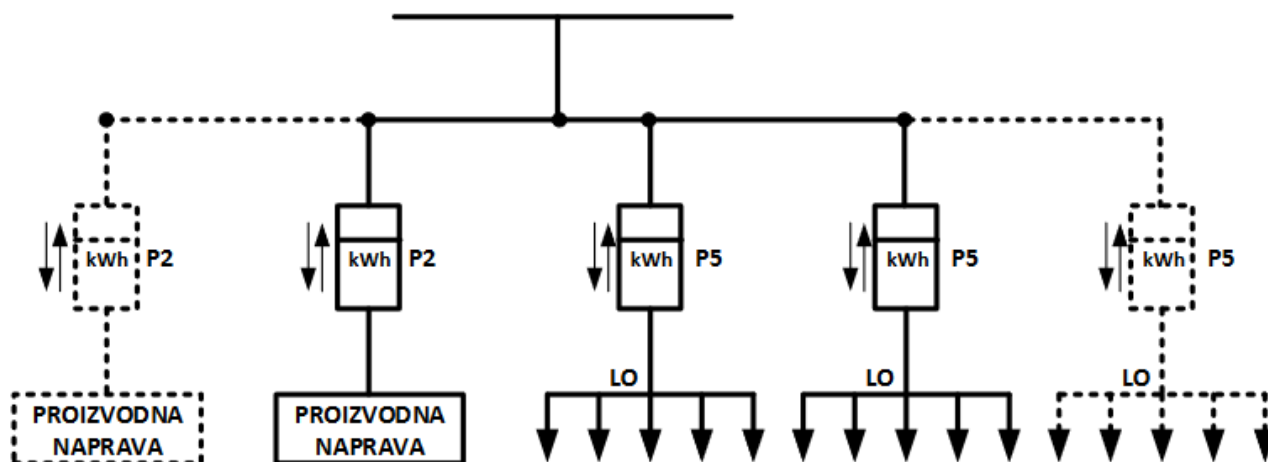 kWh P2
kWh P2
kWh P5
kWh P5
kWh P5
LO
LO
LO
PROIZVODNA
NAPRAVA
PROIZVODNA
NAPRAVA